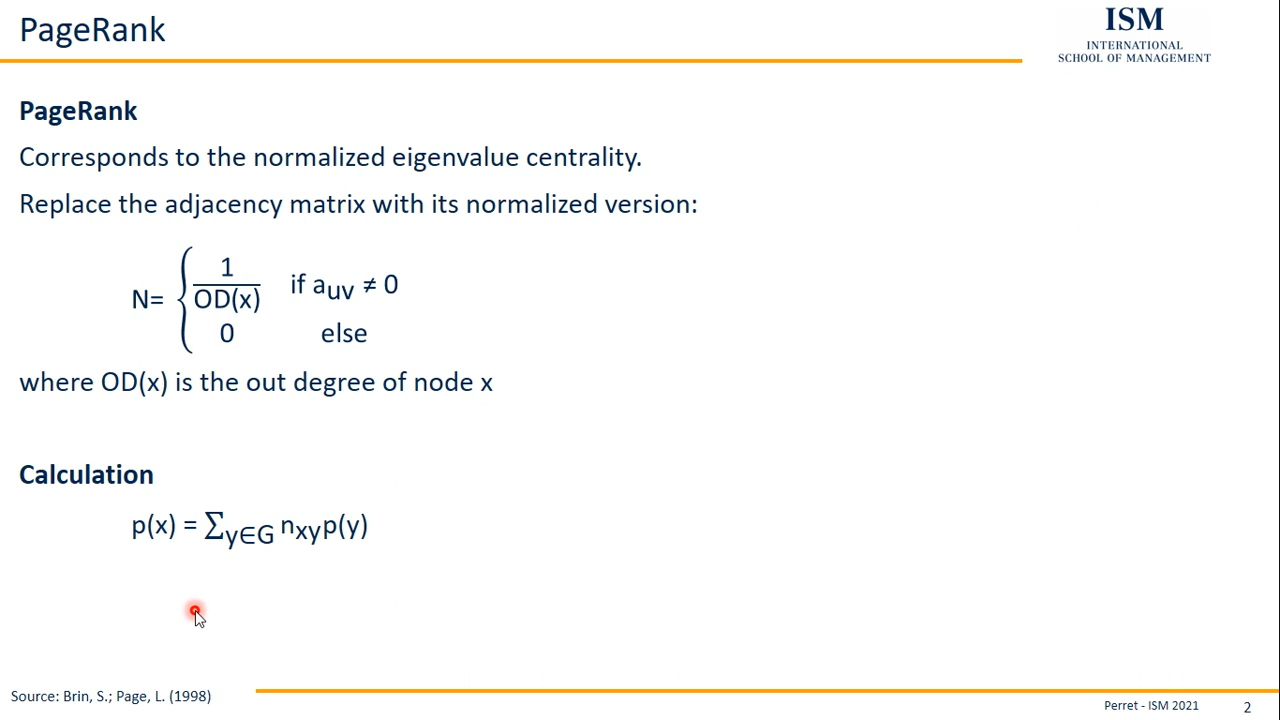 PageRank
ISM
INTERNATIONAL
SCHOOL OF MANAGEMENT
PageRank
Corresponds to the normalized eigenvalue centrality.
Replace the adjacency matrix with its normalized version:
N= { 1/OD(x) if a_uv ≠ 0
0 else
where OD(x) is the out degree of node x
Calculation
p(x) = ∑_y∈G n_xy p(y)
Source: Brin, S.; Page, L. (1998)
Perret - ISM 2021
2